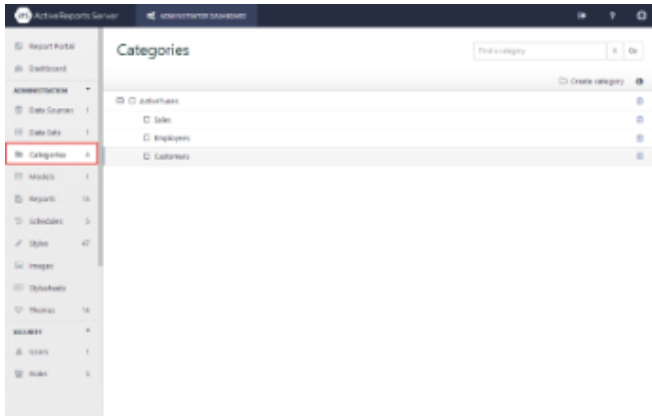 ActiveReports Server
ADMINISTRATOR DASHBOARD
?
Report Portal
Dashboard
ADMINISTRATION
Data Sources 1
Data Sets 1
Categories 4
Models 1
Reports 16
Schedules 5
Styles 47
Images
Stylesheets
Themes 14
SECURITY
Users 1
Roles
Categories
Find a category
Go
Create category
ActiveTunes
Sales
Employees
Customers